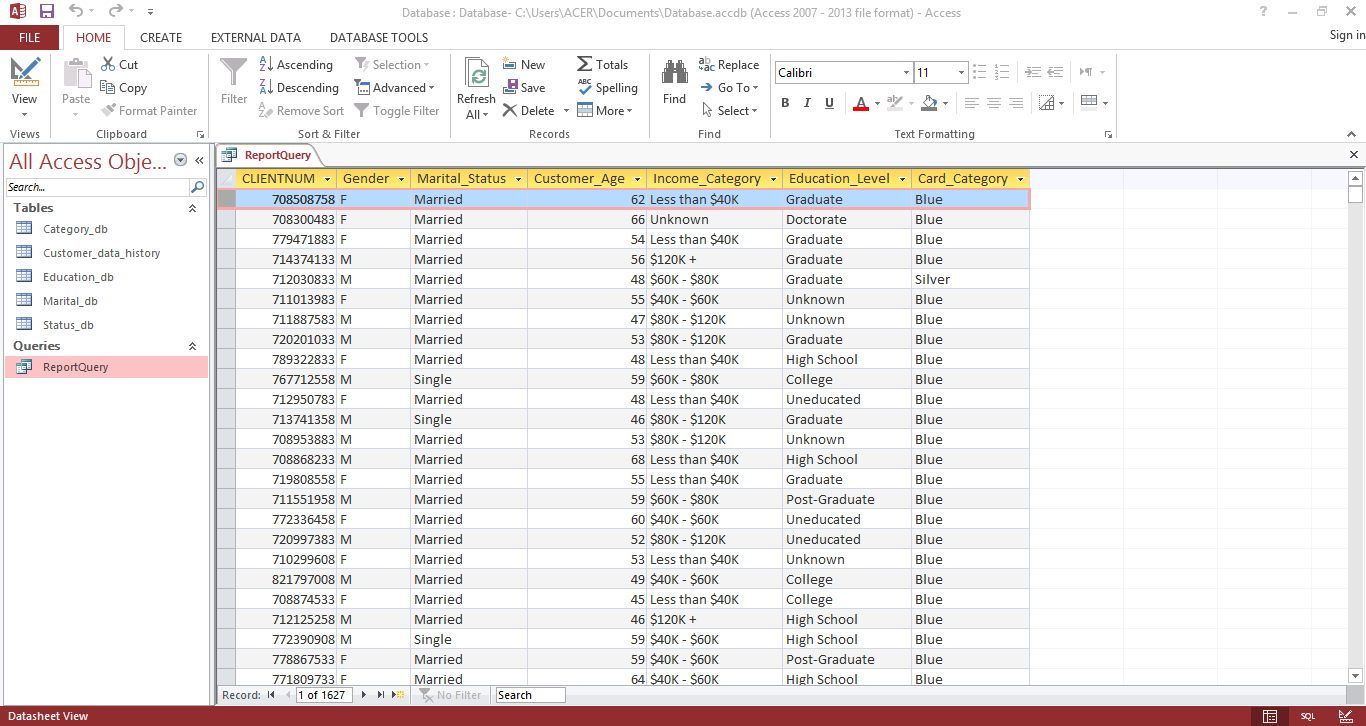 Database : Database- C:\Users\ACER\Documents\Database.accdb (Access 2007 - 2013 file format) - Access
FILE HOME CREATE EXTERNAL DATA DATABASE TOOLS Sign in
View
Views
Paste
Cut
Copy
Format Painter
Clipboard
Filter
Ascending
Descending
Remove Sort
Selection
Advanced
Toggle Filter
Sort & Filter
Refresh
All
New
Save
Delete
Totals
Spelling
More
Records
Find
Replace
Go To
Select
Find
Calibri 11
B I U A
Text Formatting
All Access Obje...
Search...
Tables
Category_db
Customer_data_history
Education_db
Marital_db
Status_db
Queries
ReportQuery
ReportQuery
CLIENTNUM Gender Marital_Status Customer_Age Income_Category Education_Level Card_Category
708508758 F Married 62 Less than $40K Graduate Blue
708300483 F Married 66 Unknown Doctorate Blue
779471883 F Married 54 Less than $40K Graduate Blue
714374133 M Married 56 $120K + Graduate Blue
712030833 M Married 48 $60K - $80K Graduate Silver
711013983 F Married 55 $40K - $60K Unknown Blue
711887583 M Married 47 $80K - $120K Unknown Blue
720201033 M Married 53 $80K - $120K Graduate Blue
789322833 F Married 48 Less than $40K High School Blue
767712558 M Single 59 $60K - $80K College Blue
712950783 F Married 48 Less than $40K Uneducated Blue
713741358 M Single 46 $80K - $120K Graduate Blue
708953883 M Married 53 $80K - $120K Unknown Blue
708868233 M Married 68 Less than $40K High School Blue
719808558 F Married 55 Less than $40K Graduate Blue
711551958 M Married 59 $60K - $80K Post-Graduate Blue
772336458 F Married 60 $40K - $60K Uneducated Blue
720997383 M Married 52 $80K - $120K Uneducated Blue
710299608 F Married 53 Less than $40K Unknown Blue
821797008 M Married 49 $40K - $60K College Blue
708874533 F Married 45 Less than $40K College Blue
712125258 M Married 46 $120K + High School Blue
772390908 M Single 59 $40K - $60K High School Blue
778867533 F Married 59 $40K - $60K Post-Graduate Blue
771809733 F Married 64 $40K - $60K High School Blue
Record: 1 of 1627 No Filter Search
Datasheet View SQL